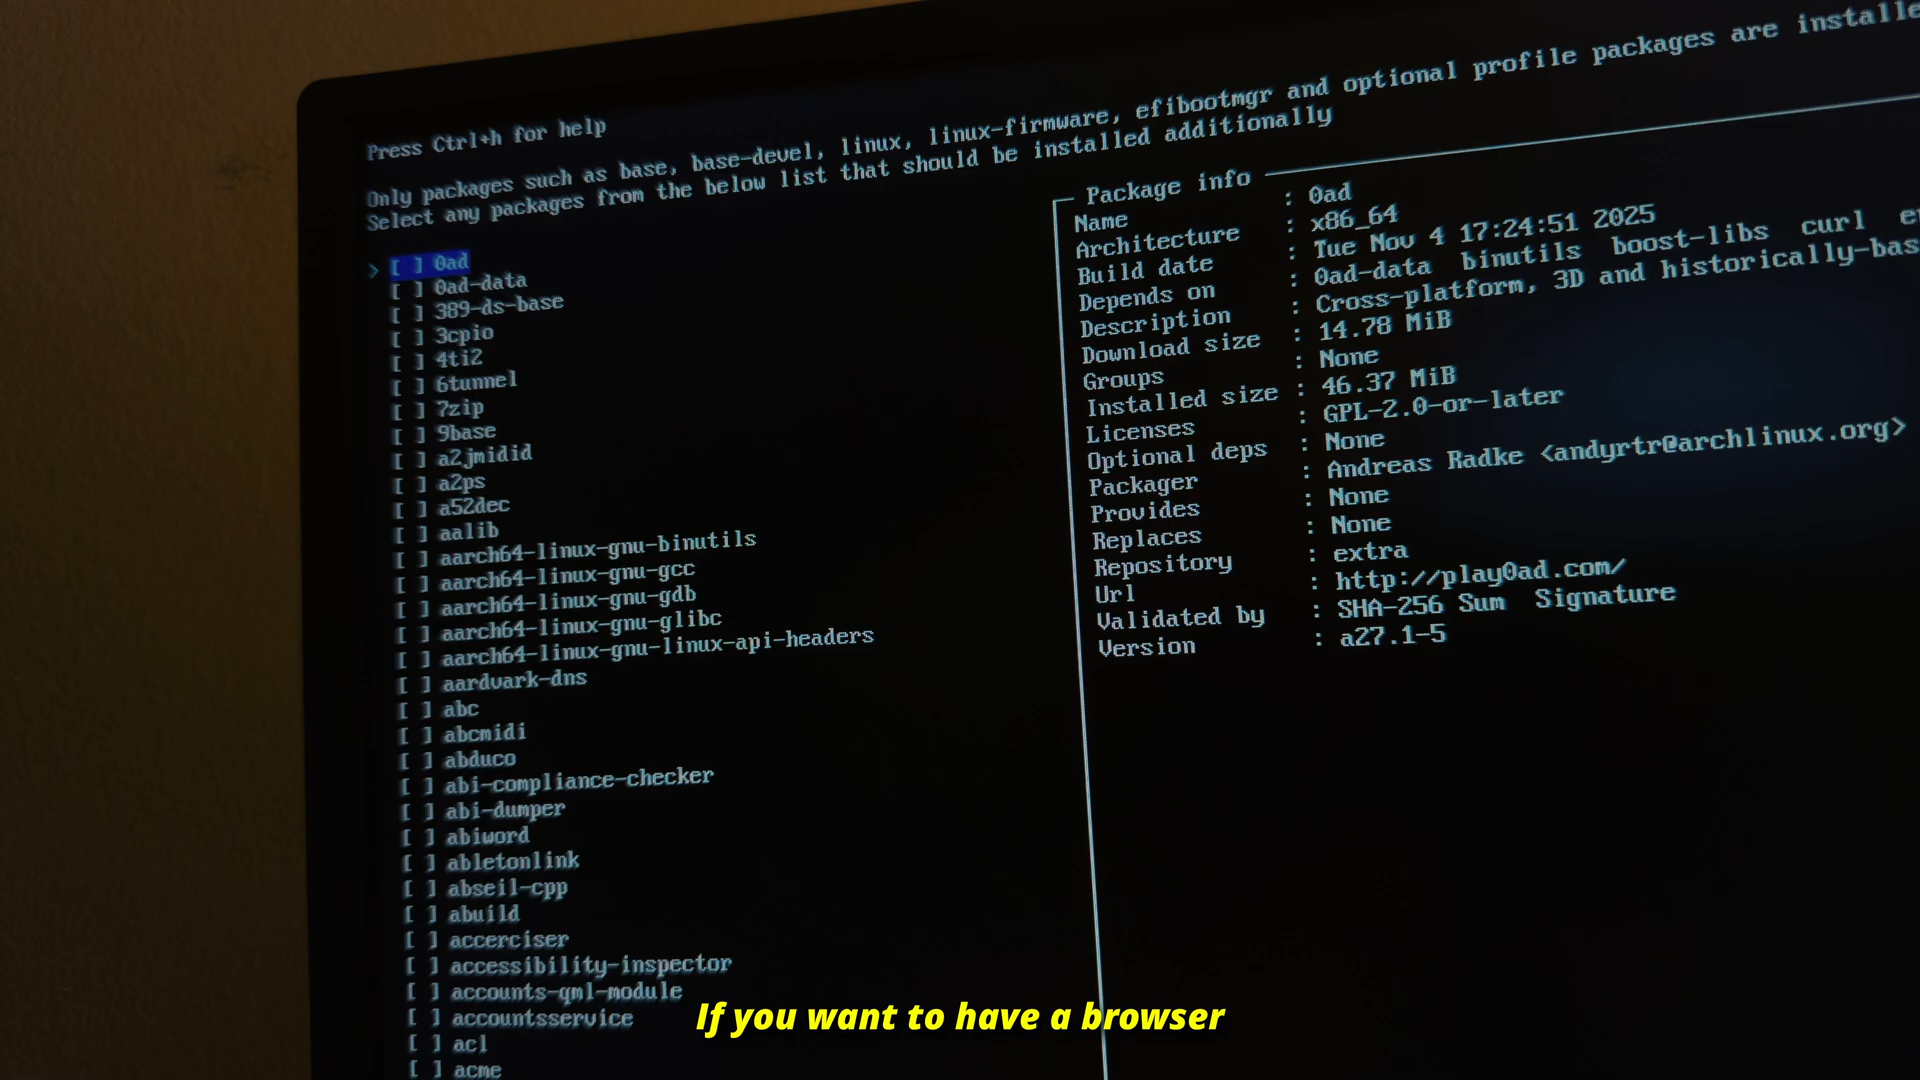 Press Ctrl+h for help
Only packages such as base, base-devel, linux, linux-firmware, efibootmgr and optional profile packages are
Select any packages from the below list that should be installed additionally
> [ ] 0ad
[ ] 0ad-data
[ ] 389-ds-base
[ ] 3cpio
[ ] 4ti2
[ ] 6tunnel
[ ] 7zip
[ ] 9base
[ ] a2jmidid
[ ] a2ps
[ ] a52dec
[ ] aalib
[ ] aarch64-linux-gnu-binutils
[ ] aarch64-linux-gnu-gcc
[ ] aarch64-linux-gnu-gdb
[ ] aarch64-linux-gnu-glibc
[ ] aarch64-linux-gnu-linux-api-headers
[ ] aardvark-dns
[ ] abc
[ ] abcmidi
[ ] abduco
[ ] abi-compliance-checker
[ ] abi-dumper
[ ] abiword
[ ] abletonlink
[ ] abseil-cpp
[ ] abuild
[ ] accerciser
[ ] accessibility-inspector
[ ] accounts-qml-module
[ ] accountsservice
[ ] acl
[ ] acme
Package info
Name : 0ad
Architecture : x86_64
Build date : Tue Nov 4 17:24:51 2025
Depends on : 0ad-data binutils boost-libs curl
Description : Cross-platform, 3D and
Download size : 14.78 MiB
Groups : None
Installed size : 46.37 MiB
Licenses : GPL-2.0-or-later
Optional deps : None
Packager : Andreas Radke <andyrtr@archlinux.org>
Provides : None
Replaces : None
Repository : extra
Url : http://play0ad.com/
Validated by : SHA-256 Sum Signature
Version : a27.1-5
If you want to have a browser